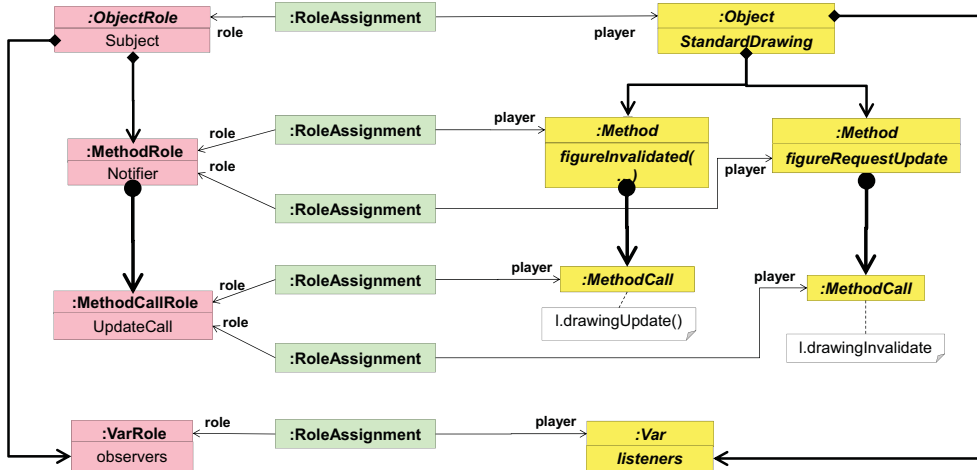 :ObjectRole
Subject
role
:RoleAssignment
player
:Object
StandardDrawing
:MethodRole
Notifier
role
role
:RoleAssignment
:RoleAssignment
player
:Method
figureInvalidated(
...)
player
:Method
figureRequestUpdate
:MethodCallRole
UpdateCall
role
role
:RoleAssignment
:RoleAssignment
player
:MethodCall
l.drawingUpdate()
player
:MethodCall
l.drawingInvalidate
:VarRole
observers
role
:RoleAssignment
player
:Var
listeners